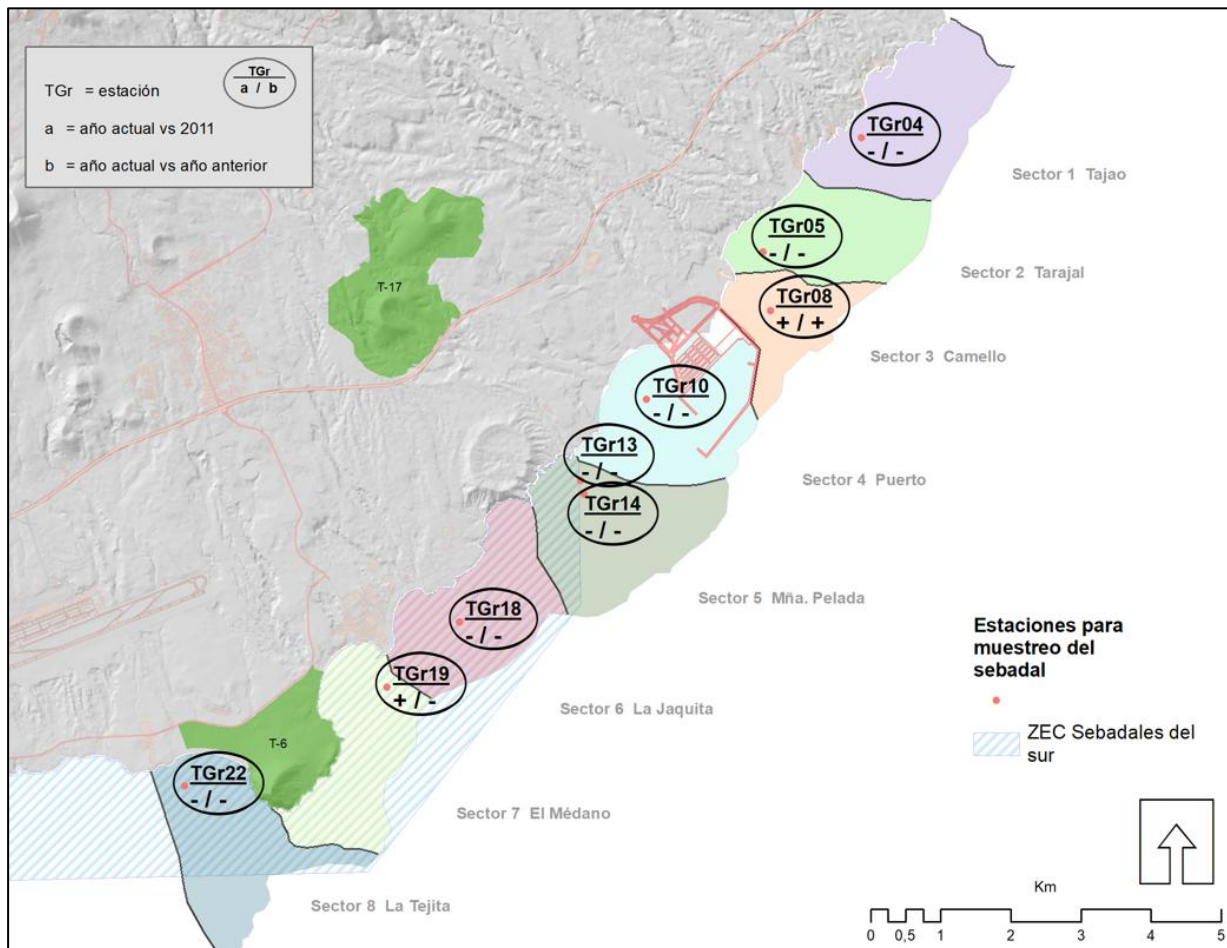 TGr
a / b
TGr = estación
a = año actual vs 2011
b = año actual vs año anterior
TGr04
- / -
Sector 1 Tajao
TGr05
- / -
Sector 2 Tarajal
T-17
TGr08
+ / +
Sector 3 Camello
TGr10
- / -
TGr13
- / -
Sector 4 Puerto
TGr14
- / -
Sector 5 Mña. Pelada
TGr18
- / -
TGr19
+ / -
Sector 6 La Jaquita
T-6
TGr22
- / -
Sector 7 El Médano
Sector 8 La Tejita
Estaciones para
muestreo del
sebadal
ZEC Sebadales del
sur
Km
0 0,5 1 2 3 4 5